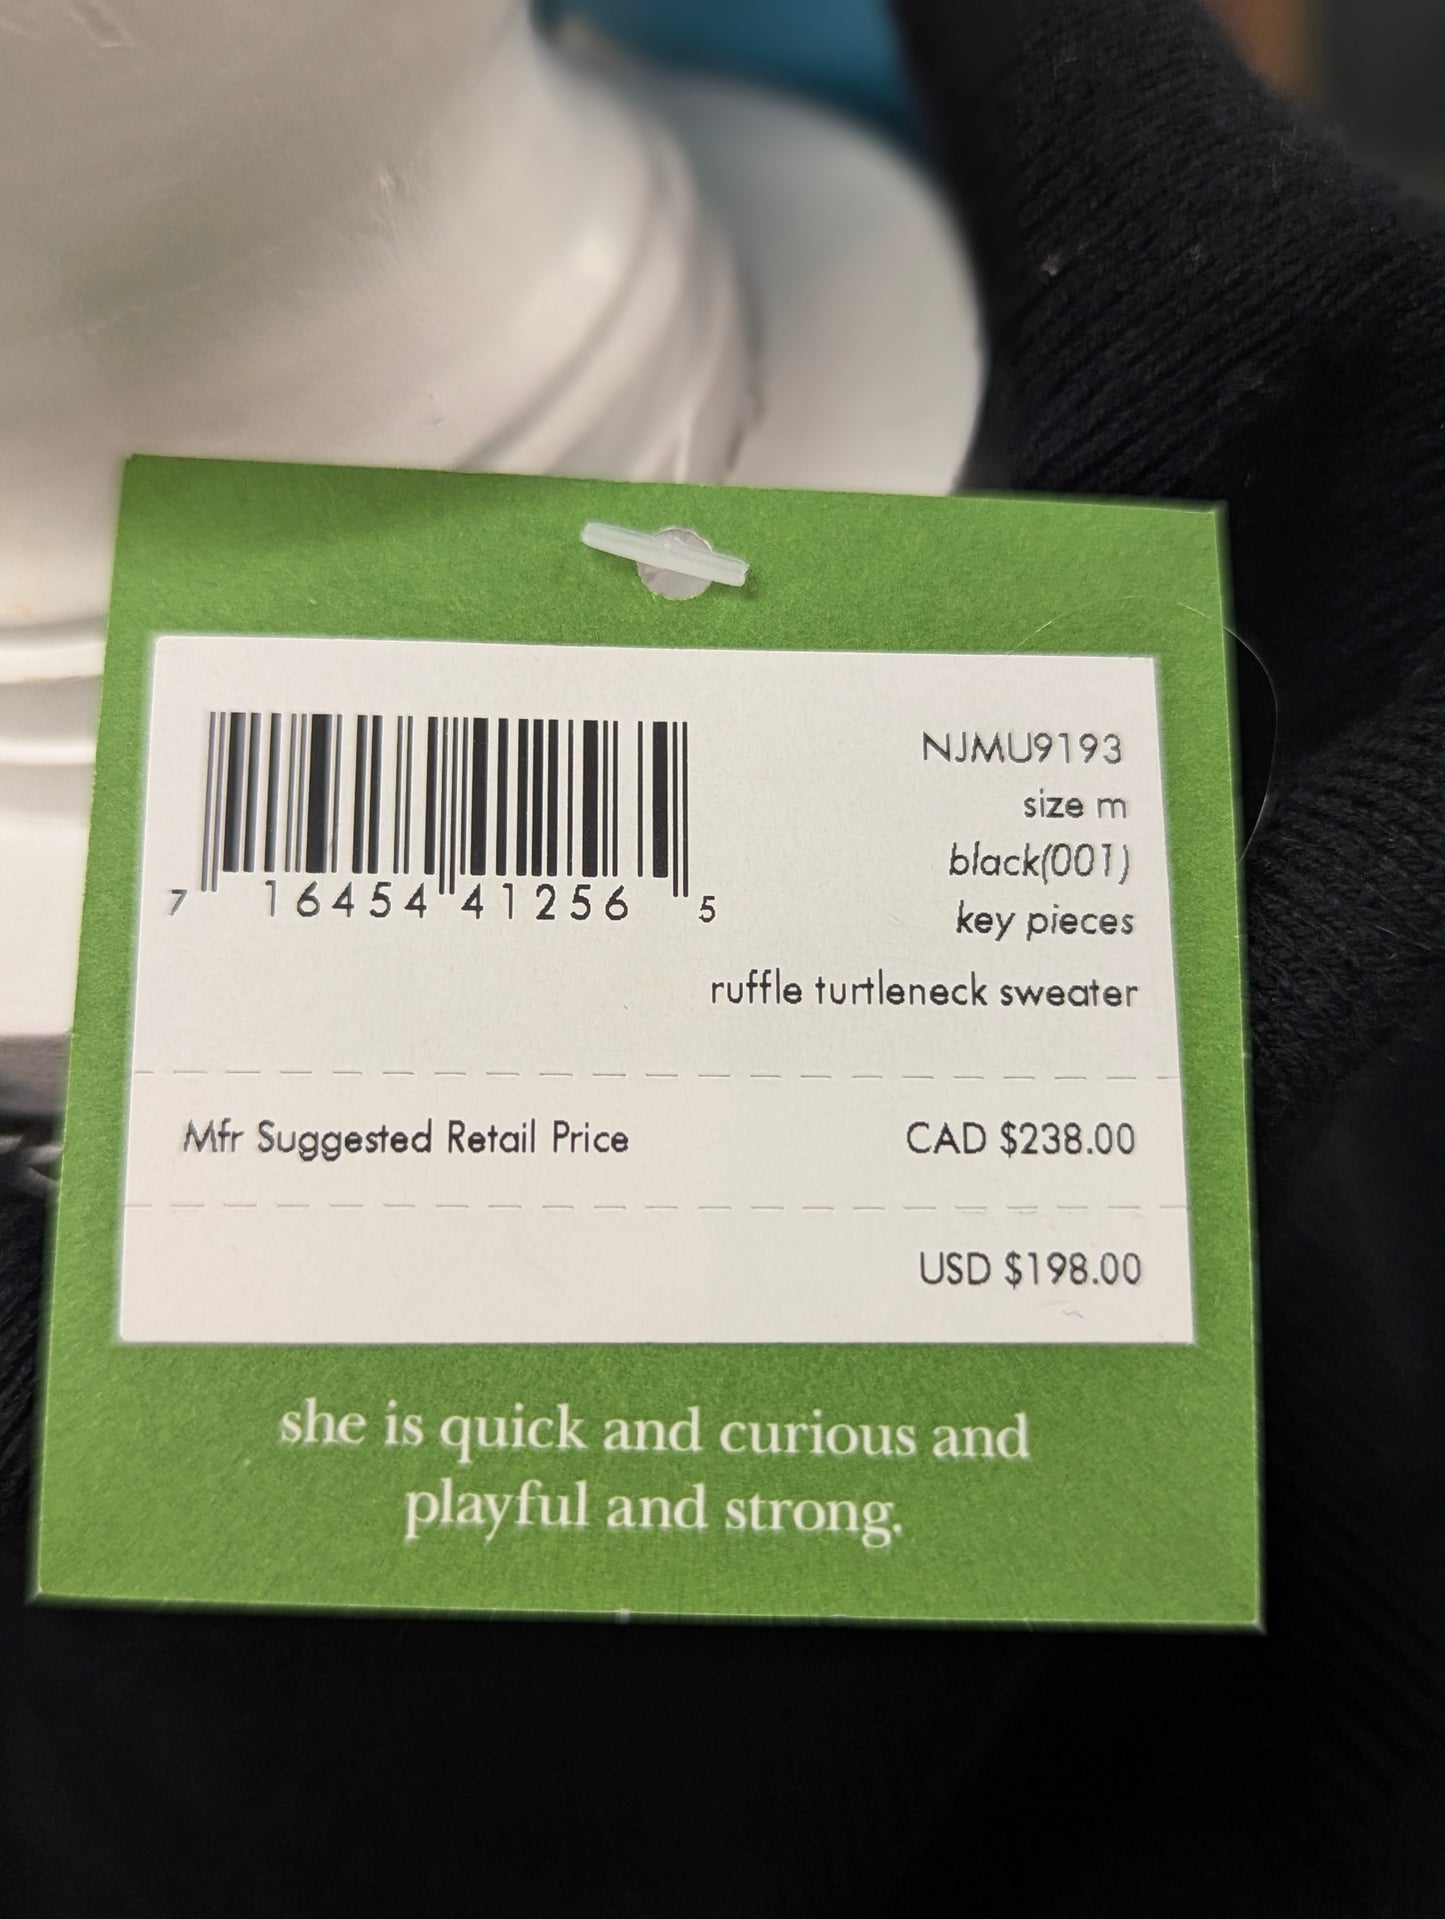 NJMU9193
size m
black(001)
key pieces
7 16454 41256 5
ruffle turtleneck sweater
Mfr Suggested Retail Price CAD $238.00
USD $198.00
she is quick and curious and
playful and strong.